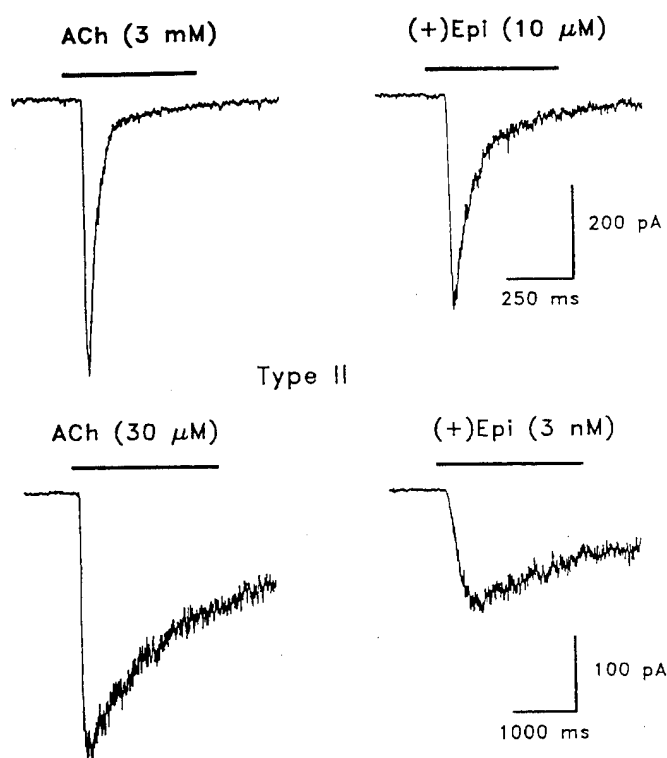 ACh (3 mM)
(+)Epi (10 μM)
200 pA
250 ms
Type II
ACh (30 μM)
(+)Epi (3 nM)
100 pA
1000 ms